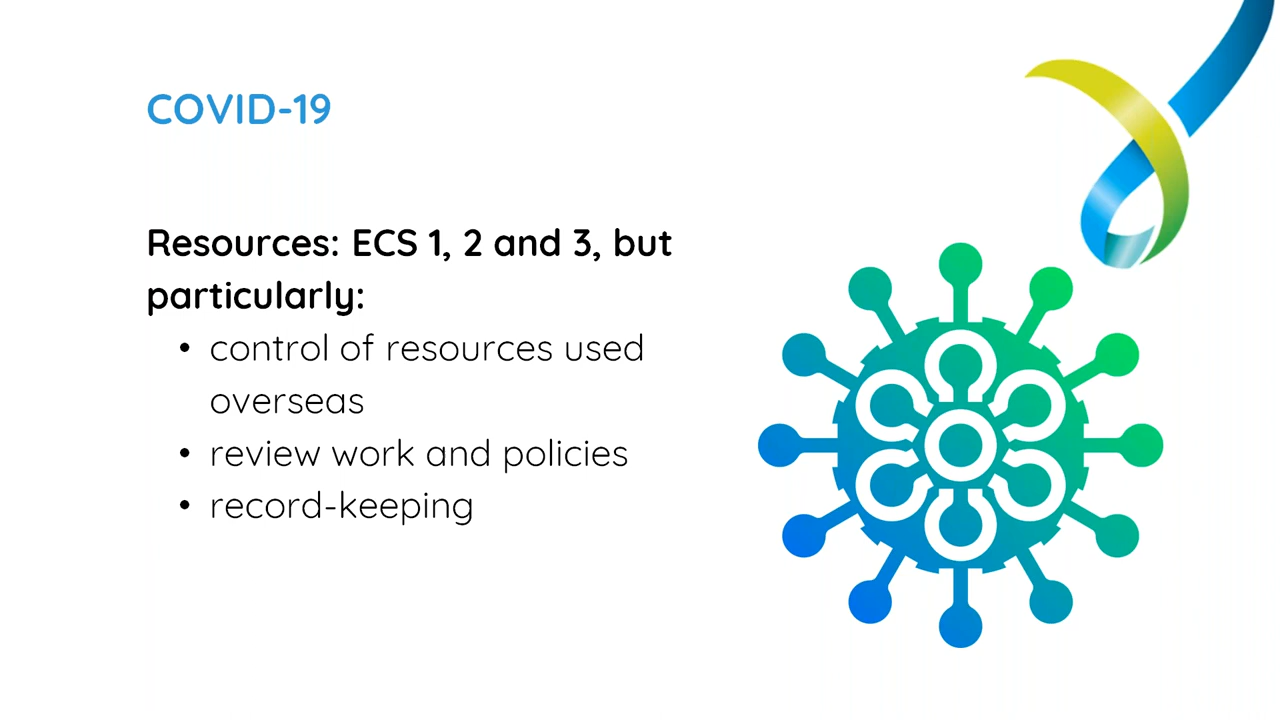 COVID-19
Resources: ECS 1, 2 and 3, but
particularly:
• control of resources used
overseas
• review work and policies
• record-keeping